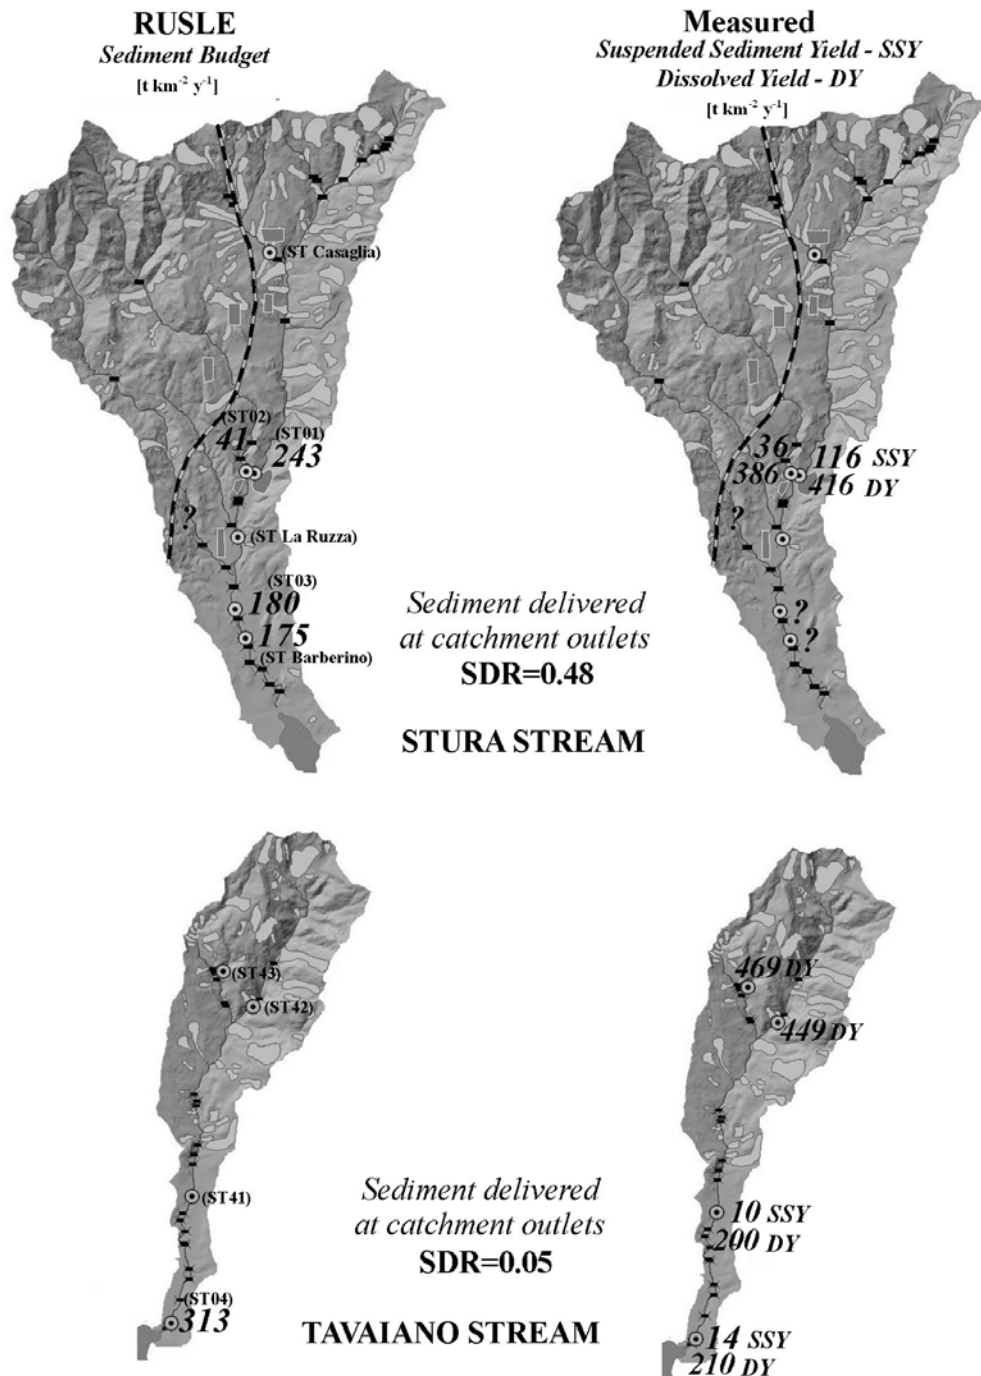 RUSLE
Sediment Budget
[t km⁻² y⁻¹]
Measured
Suspended Sediment Yield - SSY
Dissolved Yield - DY
[t km⁻² y⁻¹]
(ST Casaglia)
(ST02)
41
(ST01)
243
?
(ST La Ruzza)
(ST03)
180
175
(ST Barberino)
36
386
116 SSY
416 DY
?
?
?
Sediment delivered
at catchment outlets
SDR=0.48
STURA STREAM
(ST43)
(ST42)
(ST41)
(ST04)
313
469 DY
449 DY
10 SSY
200 DY
14 SSY
210 DY
Sediment delivered
at catchment outlets
SDR=0.05
TAVAIANO STREAM